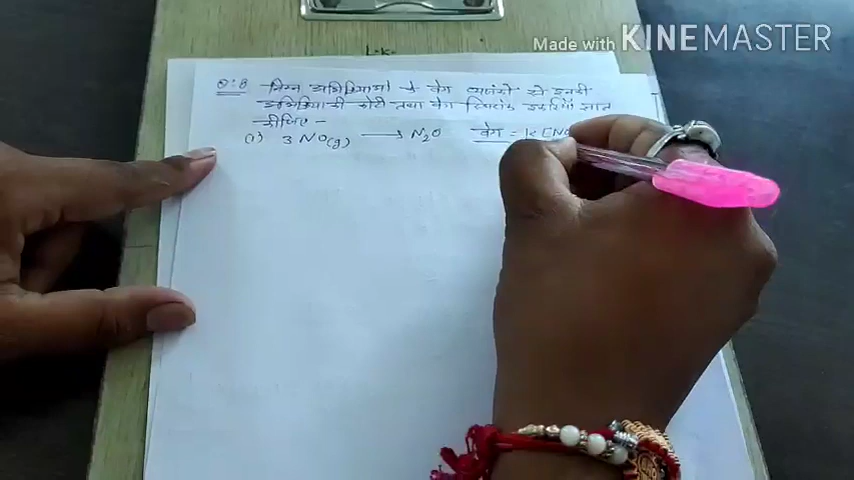 Made with KINEMASTER
L.K.
Q:8 निम्न अभिक्रियाओं के वेग व्यंजकों से इनकी
अभिक्रिया की कोटि तथा वेग स्थिरांक इकाईयाँ ज्ञात
कीजिए -
(i) 3 NO(g) ⟶ N₂O वेग = k [NO